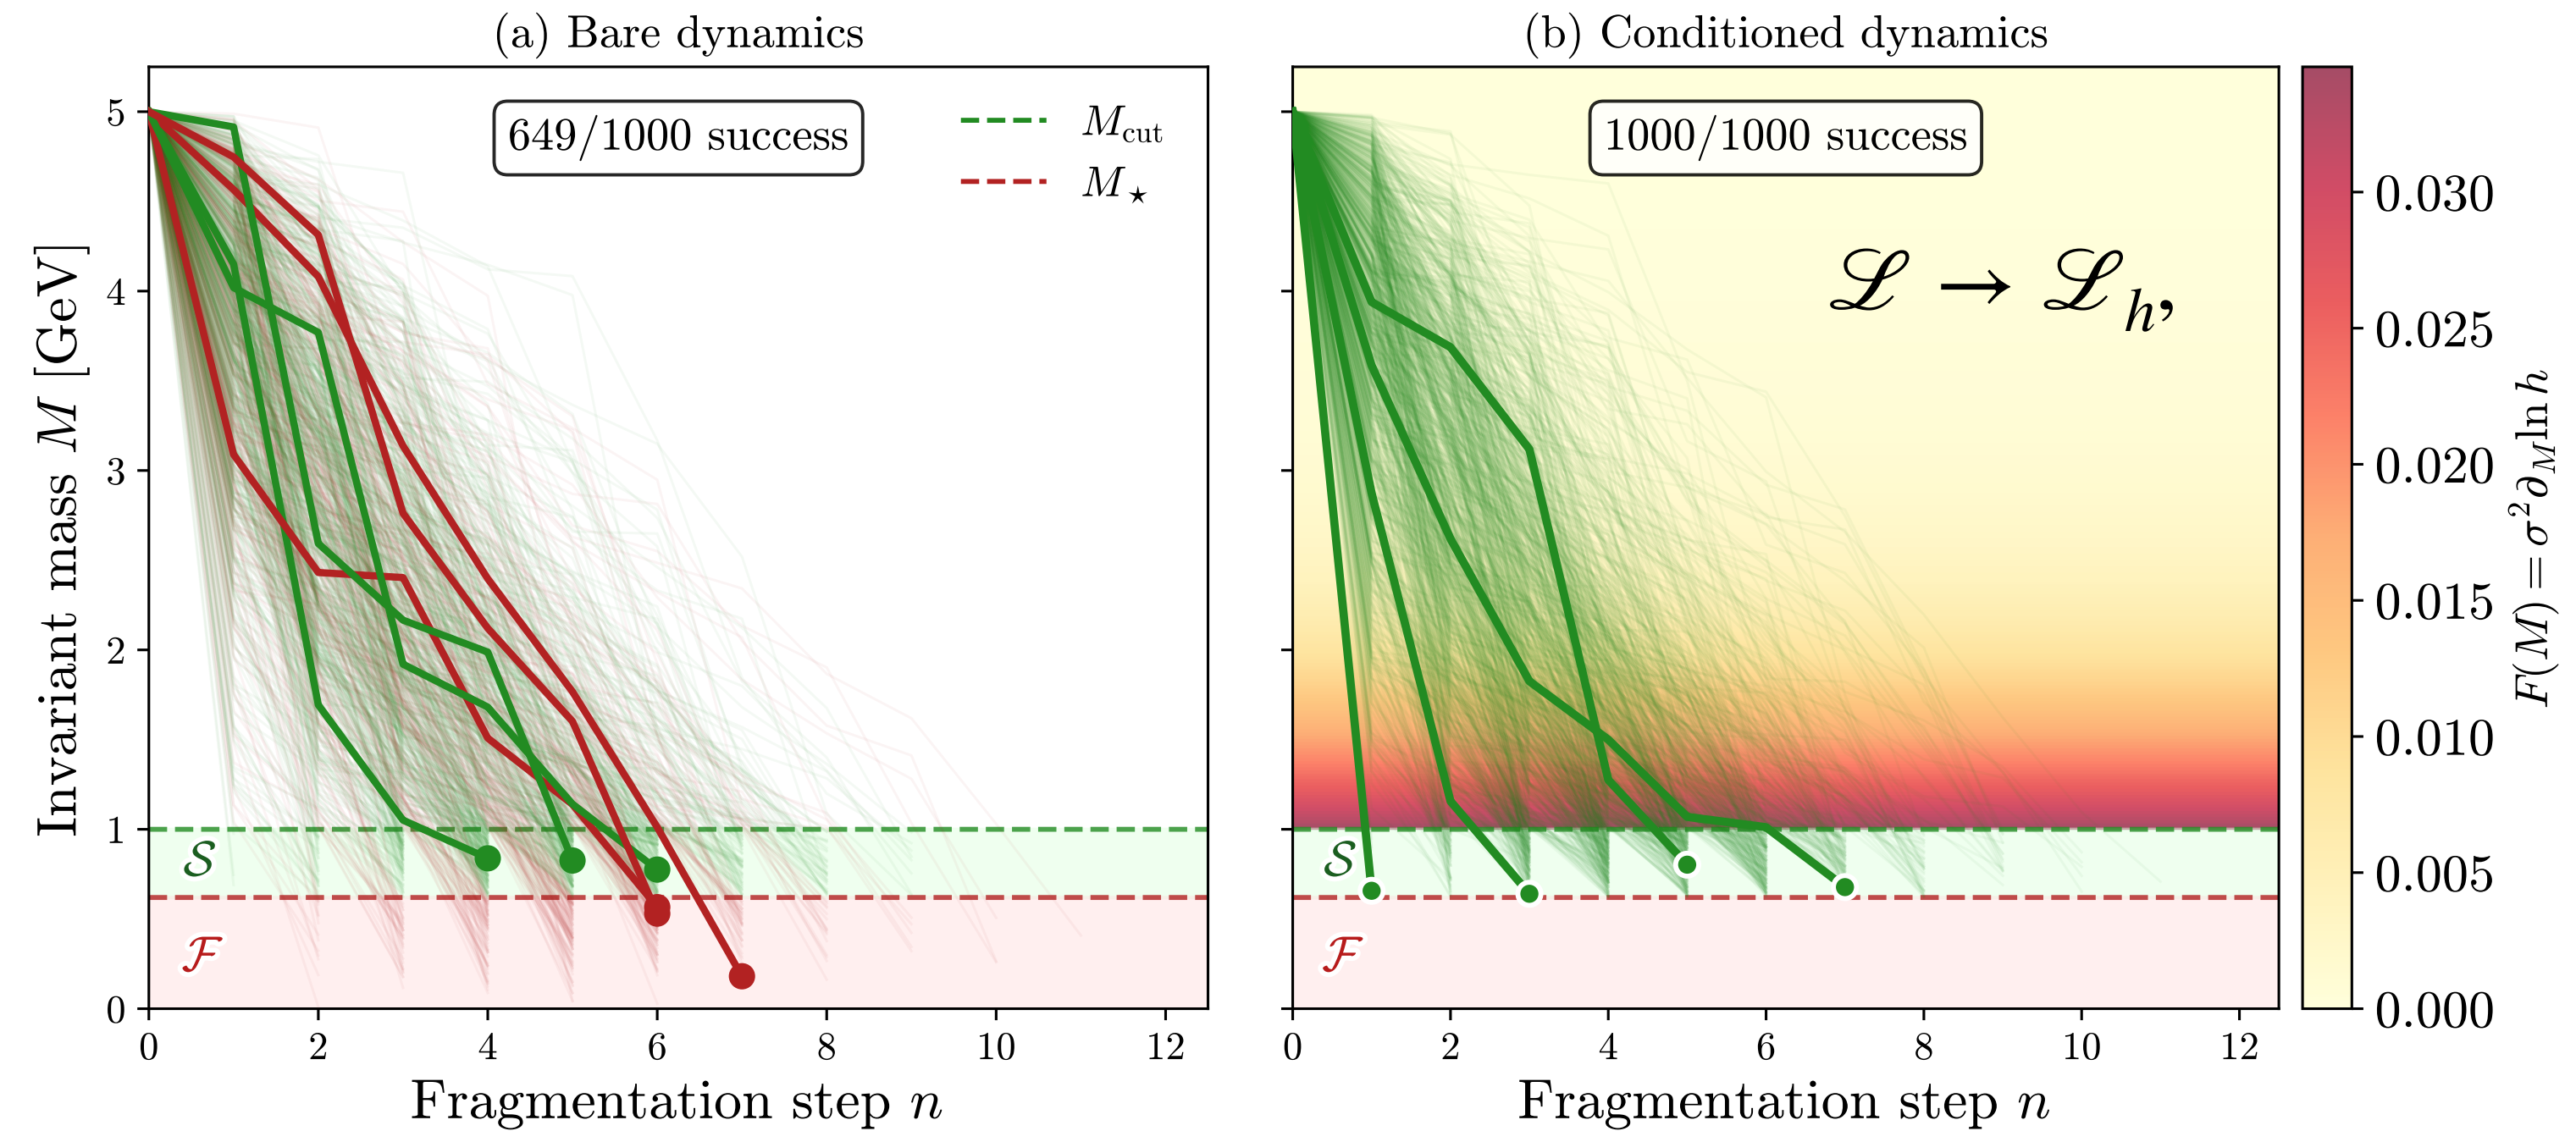 (a) Bare dynamics
649/1000 success
M_cut
M_⋆
Invariant mass M [GeV]
5
4
3
2
1
0
𝒮
ℱ
0 2 4 6 8 10 12
Fragmentation step n
(b) Conditioned dynamics
1000/1000 success
ℒ → ℒ_h,
𝒮
ℱ
0 2 4 6 8 10 12
Fragmentation step n
0.030
0.025
0.020
0.015
0.010
0.005
0.000
F(M) = σ²∂_M ln h